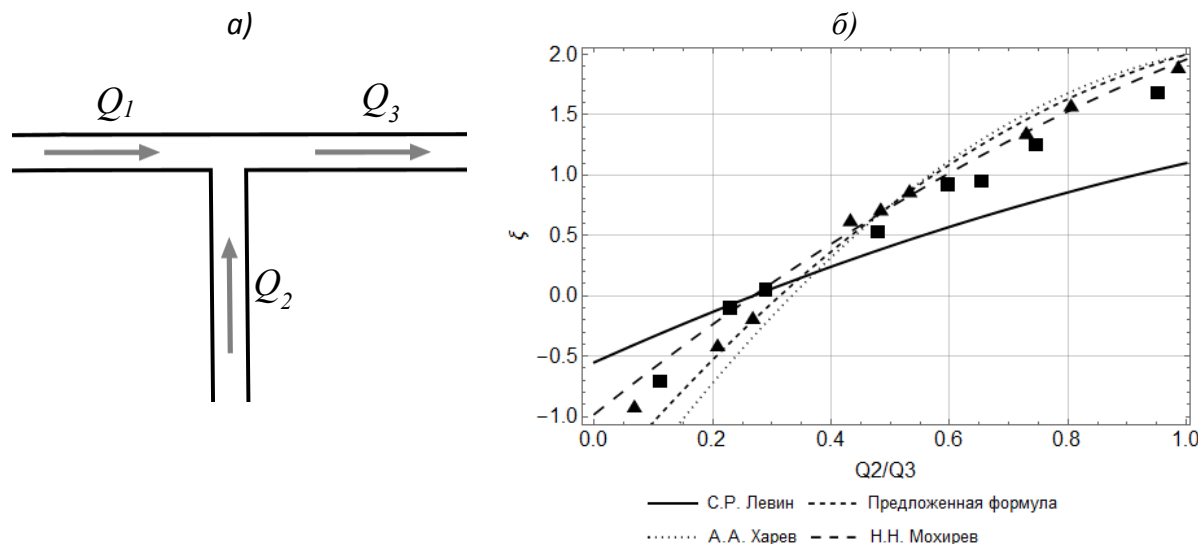 а)
б)
Q1
Q3
Q2
2.0
1.5
1.0
0.5
0.0
−0.5
−1.0
ξ
0.0 0.2 0.4 0.6 0.8 1.0
Q2/Q3
С.Р. Левин
Предложенная формула
А.А. Харев
Н.Н. Мохирев